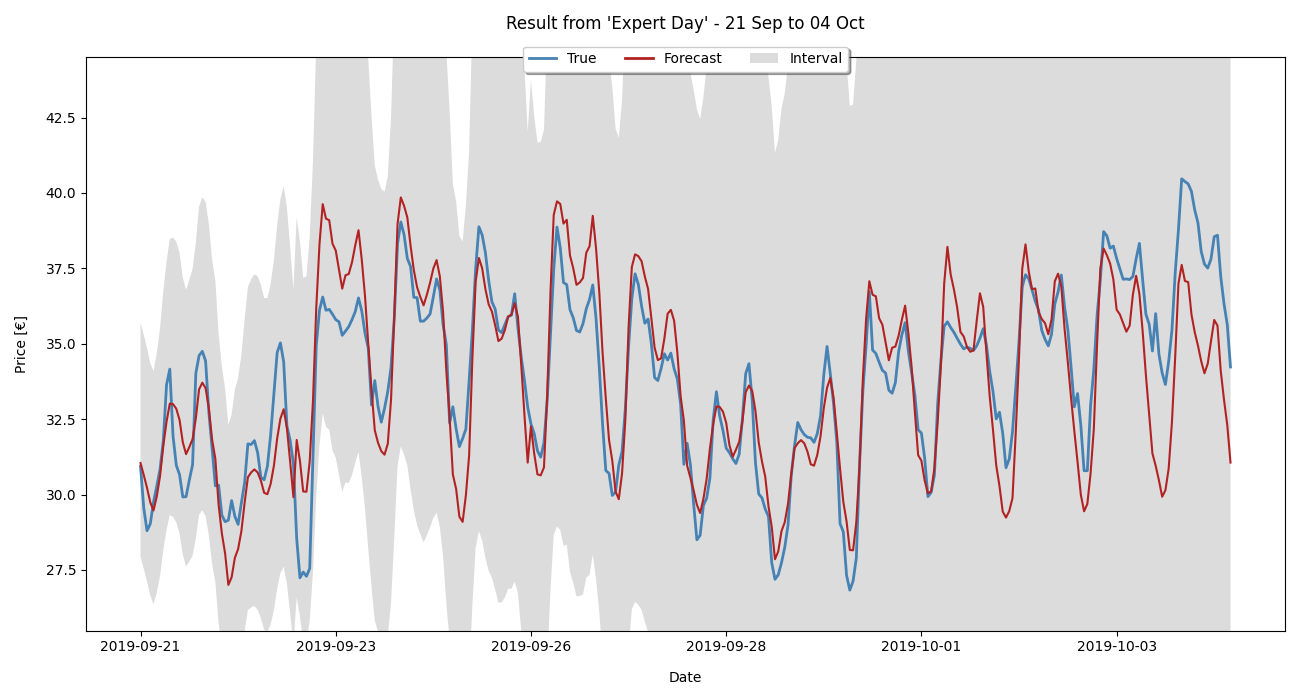 Result from 'Expert Day' - 21 Sep to 04 Oct
True Forecast Interval
42.5
40.0
37.5
35.0
32.5
30.0
27.5
Price [€]
2019-09-21 2019-09-23 2019-09-26 2019-09-28 2019-10-01 2019-10-03
Date